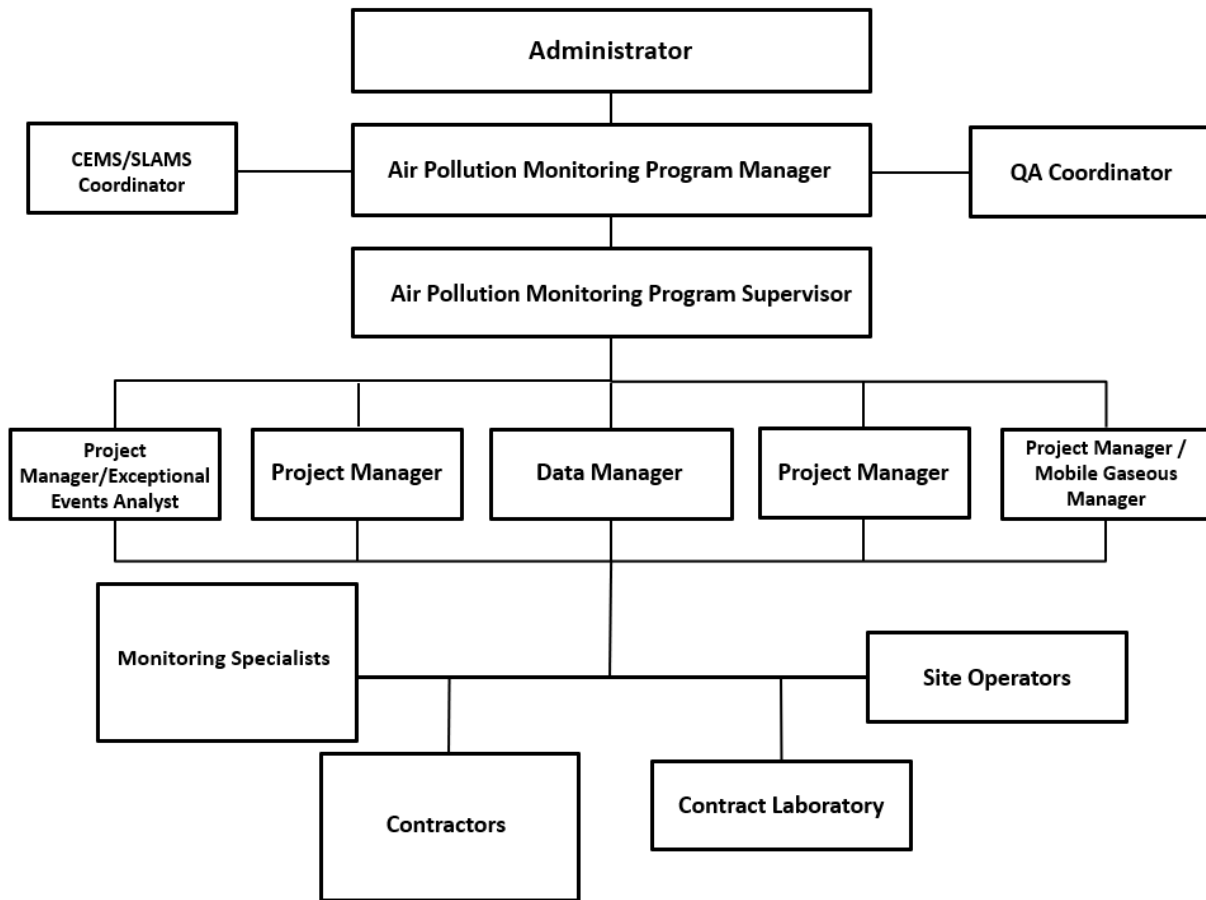 Administrator
CEMS/SLAMS
Coordinator
Air Pollution Monitoring Program Manager
QA Coordinator
Air Pollution Monitoring Program Supervisor
Project
Manager/Exceptional
Events Analyst
Project Manager
Data Manager
Project Manager
Project Manager /
Mobile Gaseous
Manager
Monitoring Specialists
Site Operators
Contractors
Contract Laboratory